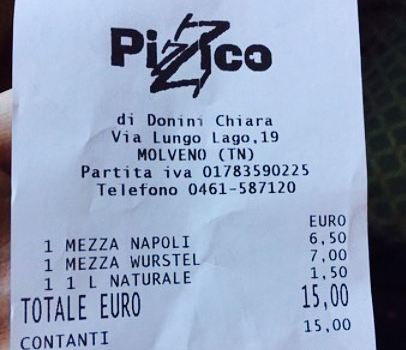 Pizzico
di Donini Chiara
Via Lungo Lago,19
MOLVENO (TN)
Partita iva 01783590225
Telefono 0461-587120
EURO
1 MEZZA NAPOLI 6,50
1 MEZZA WURSTEL 7,00
1 1 L NATURALE 1,50
TOTALE EURO 15,00
CONTANTI 15,00